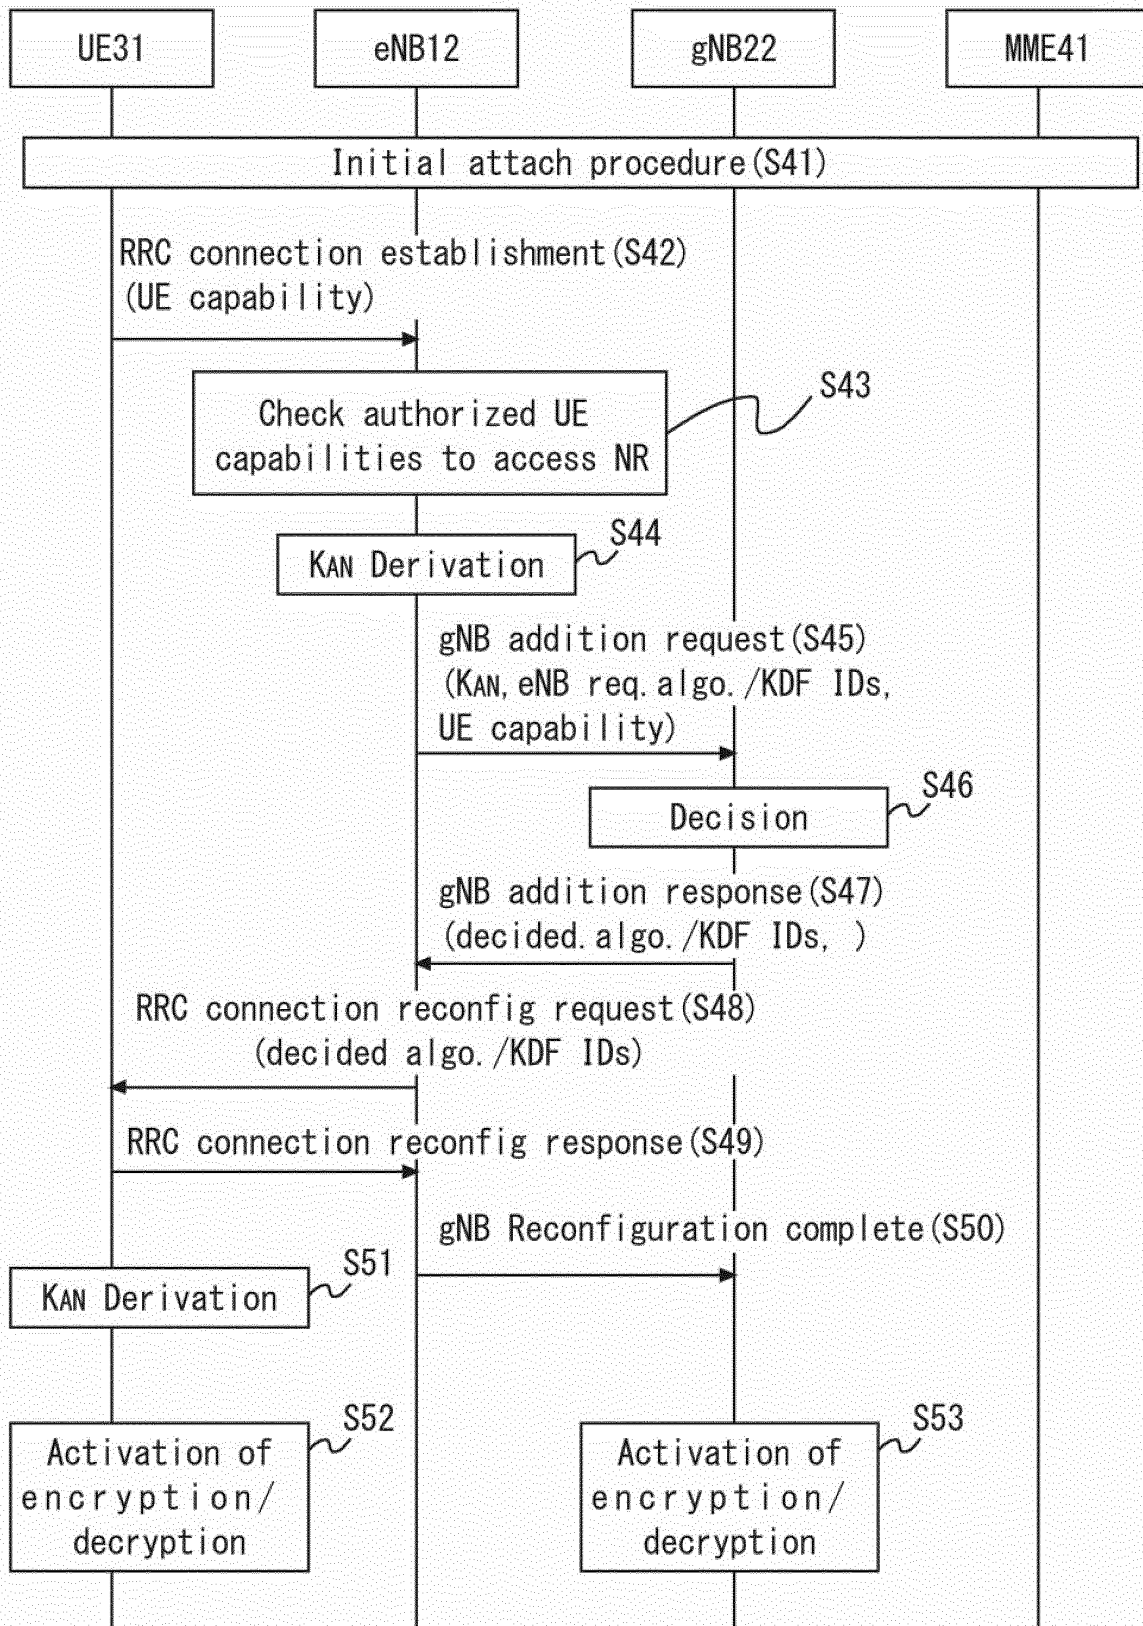 UE31
eNB12
gNB22
MME41
Initial attach procedure(S41)
RRC connection establishment(S42)
(UE capability)
S43
Check authorized UE
capabilities to access NR
S44
KAN Derivation
gNB addition request(S45)
(KAN, eNB req.algo./KDF IDs,
UE capability)
S46
Decision
gNB addition response(S47)
(decided.algo./KDF IDs, )
RRC connection reconfig request(S48)
(decided algo./KDF IDs)
RRC connection reconfig response(S49)
gNB Reconfiguration complete(S50)
S51
KAN Derivation
S52
Activation of
encryption/
decryption
S53
Activation of
encryption/
decryption